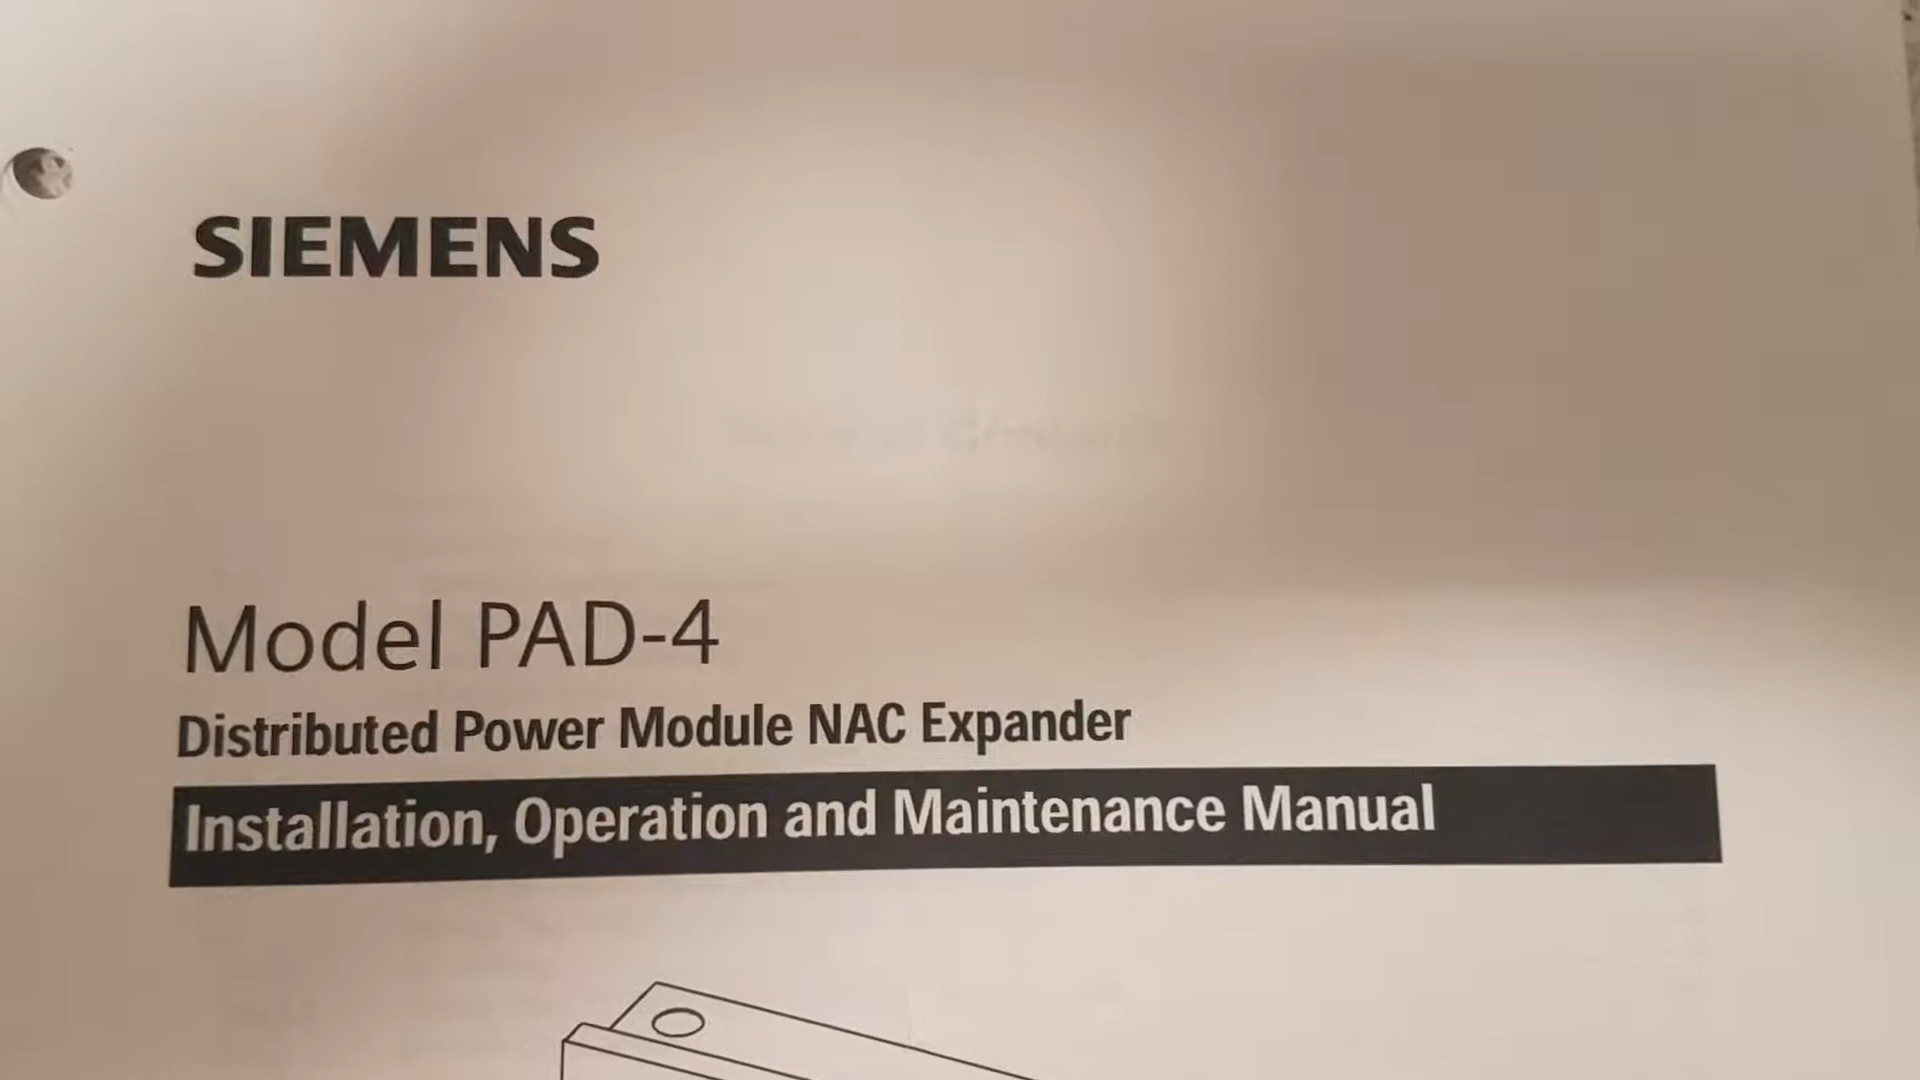 SIEMENS
Model PAD-4
Distributed Power Module NAC Expander
Installation, Operation and Maintenance Manual